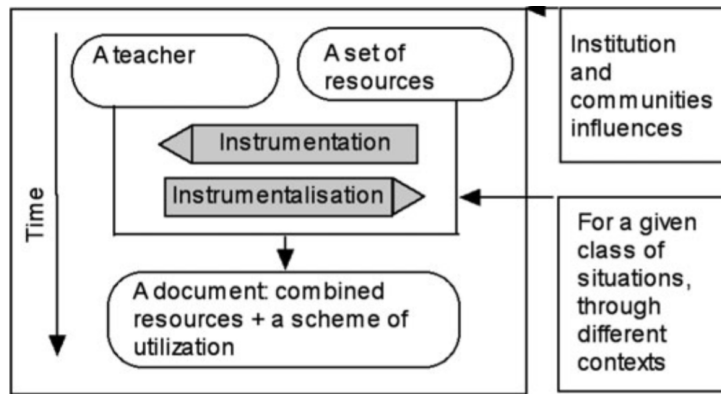 A teacher
A set of
resources
Institution
and
communities
influences
Instrumentation
Instrumentalisation
Time
For a given
class of
situations,
through
different
contexts
A document: combined
resources + a scheme of
utilization